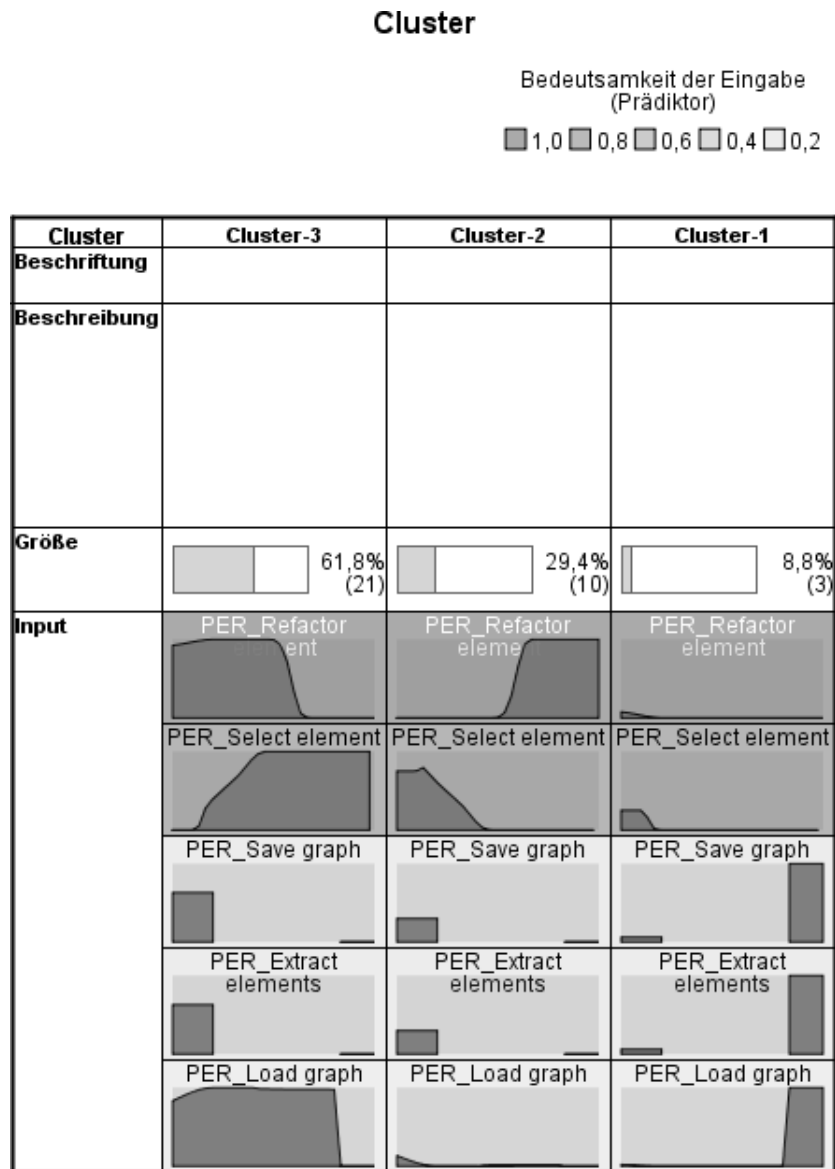 Cluster
Bedeutsamkeit der Eingabe
(Prädiktor)
1,0 0,8 0,6 0,4 0,2
Cluster Cluster-3 Cluster-2 Cluster-1
Beschriftung
Beschreibung
Größe 61,8% (21) 29,4% (10) 8,8% (3)
Input PER_Refactor element PER_Refactor element PER_Refactor element
PER_Select element PER_Select element PER_Select element
PER_Save graph PER_Save graph PER_Save graph
PER_Extract elements PER_Extract elements PER_Extract elements
PER_Load graph PER_Load graph PER_Load graph